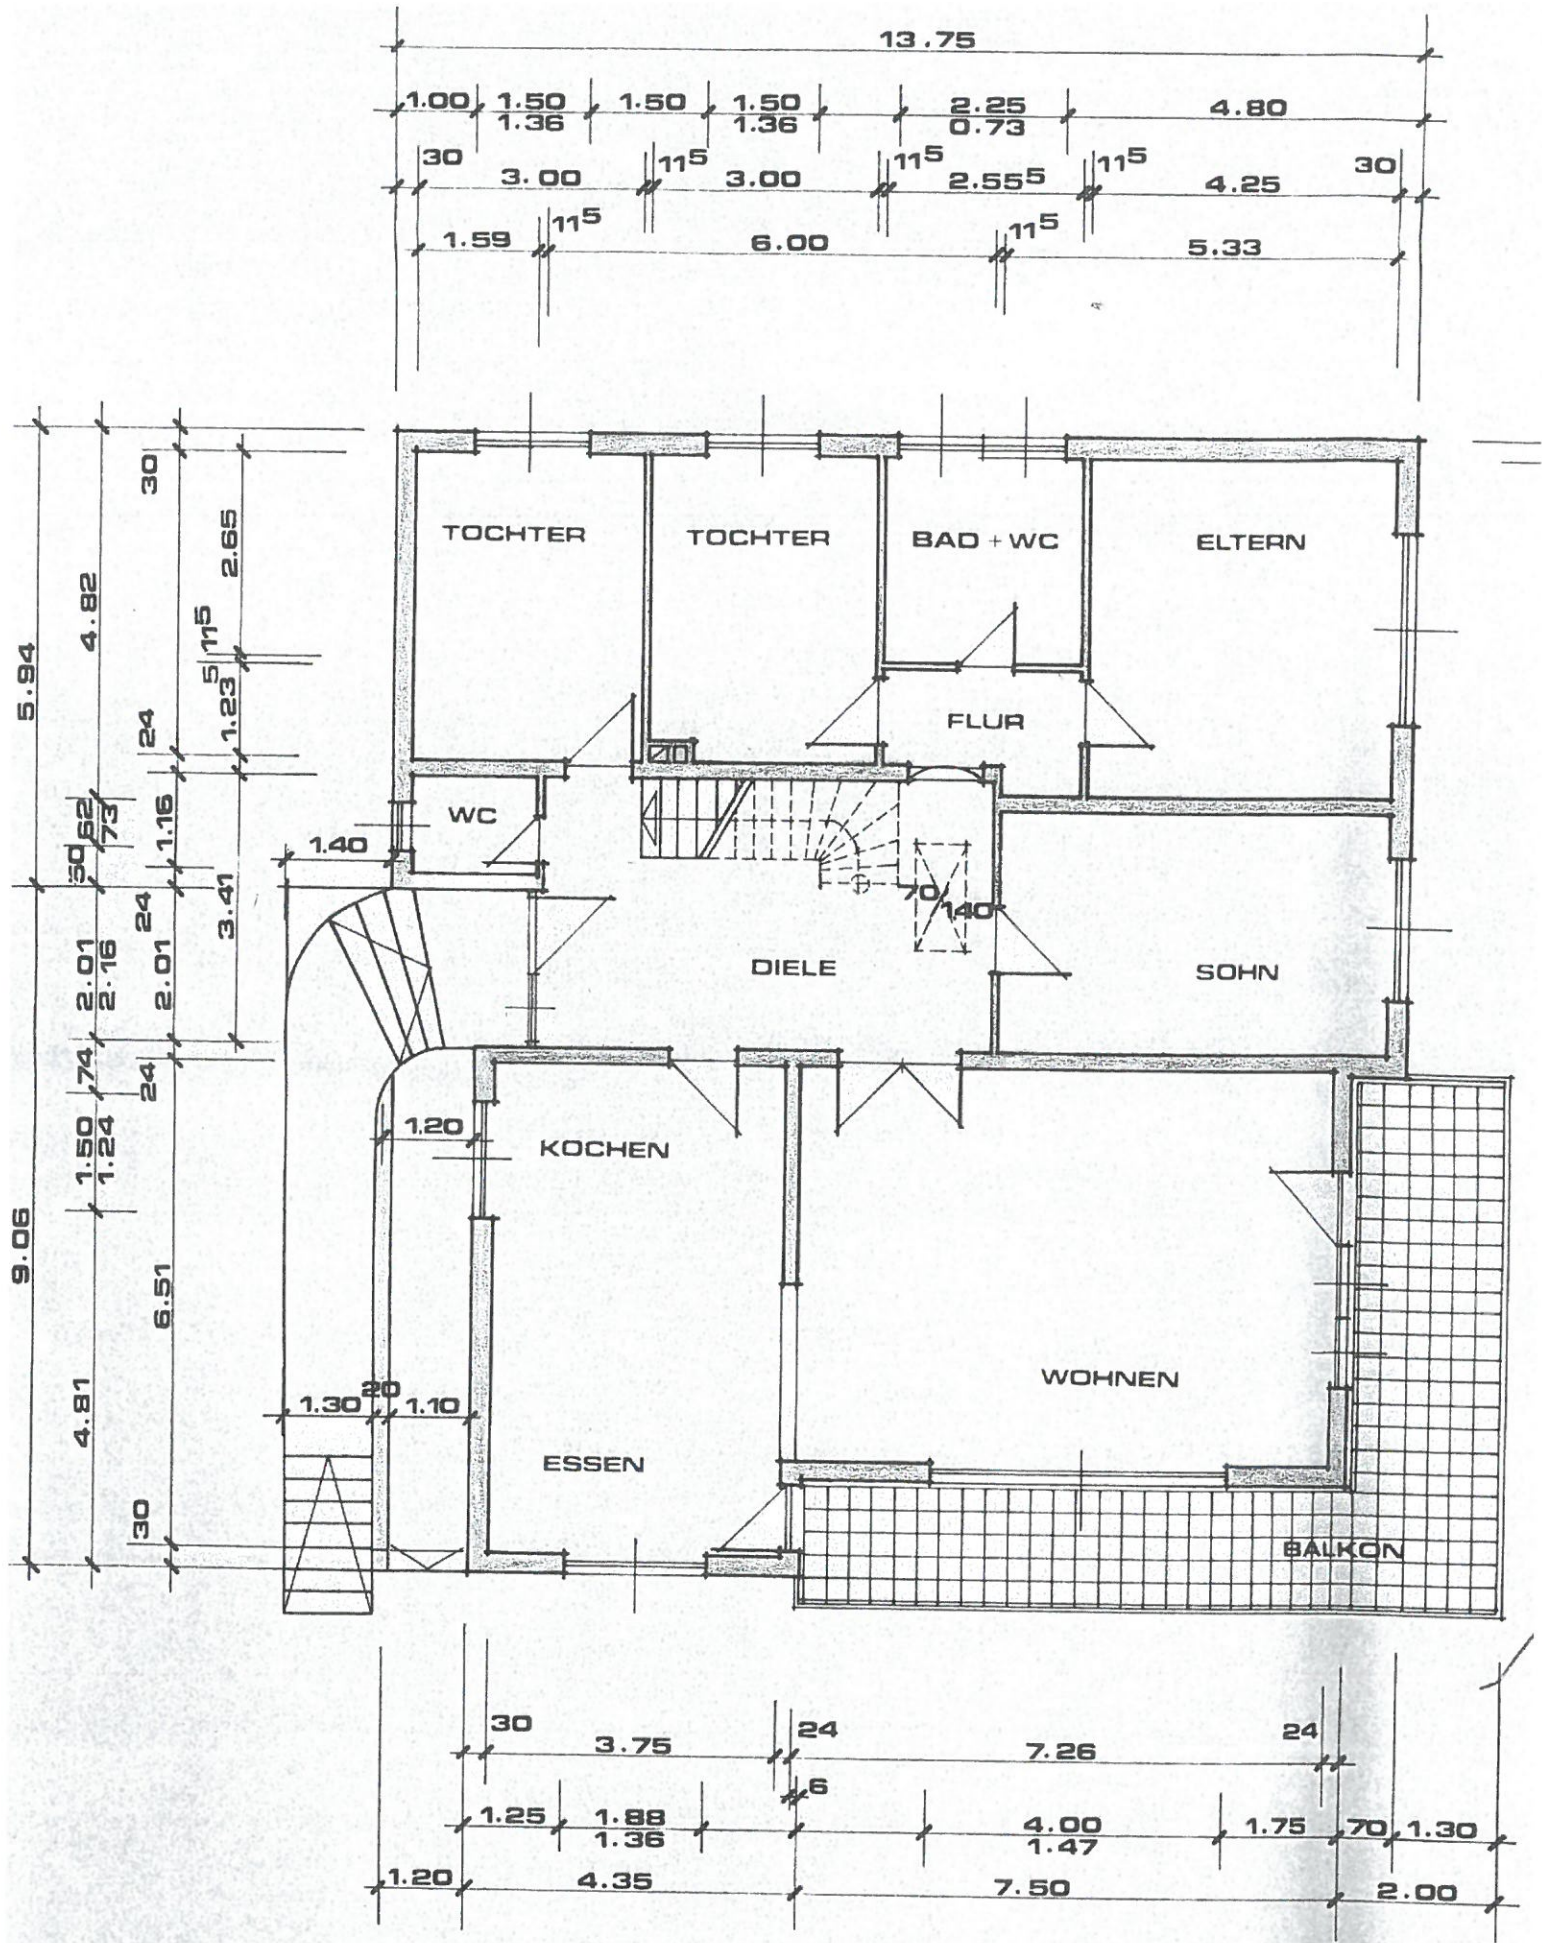 13.75
1.00 1.50 1.50 1.50 2.25 4.80
1.36 1.36 0.73
30 11⁵ 11⁵ 11⁵ 30
3.00 3.00 2.55⁵ 4.25
11⁵ 11⁵
1.59 6.00 5.33
30
2.65
4.82
11⁵
5.94
1.23⁵
24
TOCHTER TOCHTER BAD + WC ELTERN
FLUR
62
73
1.16
30
1.40
WC
3.41
24
70/140
2.01
2.16
2.01
DIELE SOHN
74
24
1.50
1.24
1.20
KOCHEN
9.06
6.51
4.81
WOHNEN
1.30 20 1.10
ESSEN
30
BALKON
30 24 24
3.75 7.26
6
1.25 1.88 4.00 1.75 70 1.30
1.36 1.47
1.20 4.35 7.50 2.00